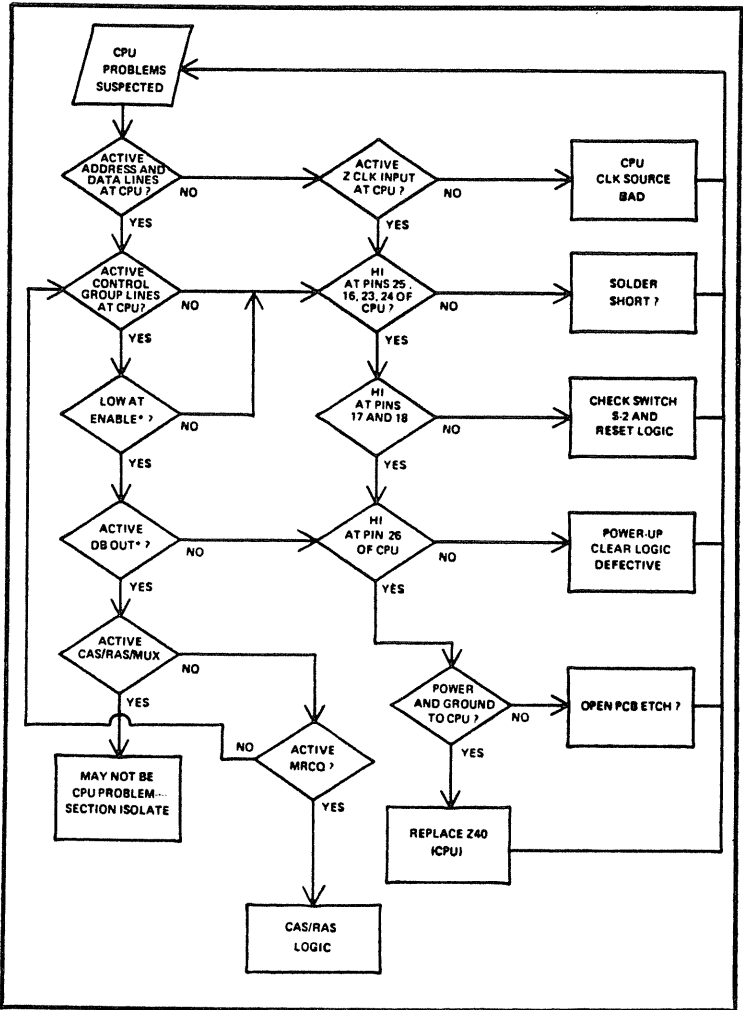 CPU
PROBLEMS
SUSPECTED
ACTIVE
ADDRESS AND
DATA LINES
AT CPU ?
NO
YES
ACTIVE
Z CLK INPUT
AT CPU ?
NO
YES
CPU
CLK SOURCE
BAD
ACTIVE
CONTROL
GROUP LINES
AT CPU?
NO
YES
HI
AT PINS 25,
16, 23, 24 OF
CPU ?
NO
YES
SOLDER
SHORT ?
LOW AT
ENABLE* ?
NO
YES
HI
AT PINS
17 AND 18
NO
YES
CHECK SWITCH
S-2 AND
RESET LOGIC
ACTIVE
DB OUT* ?
NO
YES
HI
AT PIN 26
OF CPU
NO
YES
POWER-UP
CLEAR LOGIC
DEFECTIVE
ACTIVE
CAS/RAS/MUX
NO
YES
POWER
AND GROUND
TO CPU ?
NO
YES
OPEN PCB ETCH ?
MAY NOT BE
CPU PROBLEM—
SECTION ISOLATE
NO
ACTIVE
MRCQ ?
YES
REPLACE Z40
(CPU)
CAS/RAS
LOGIC